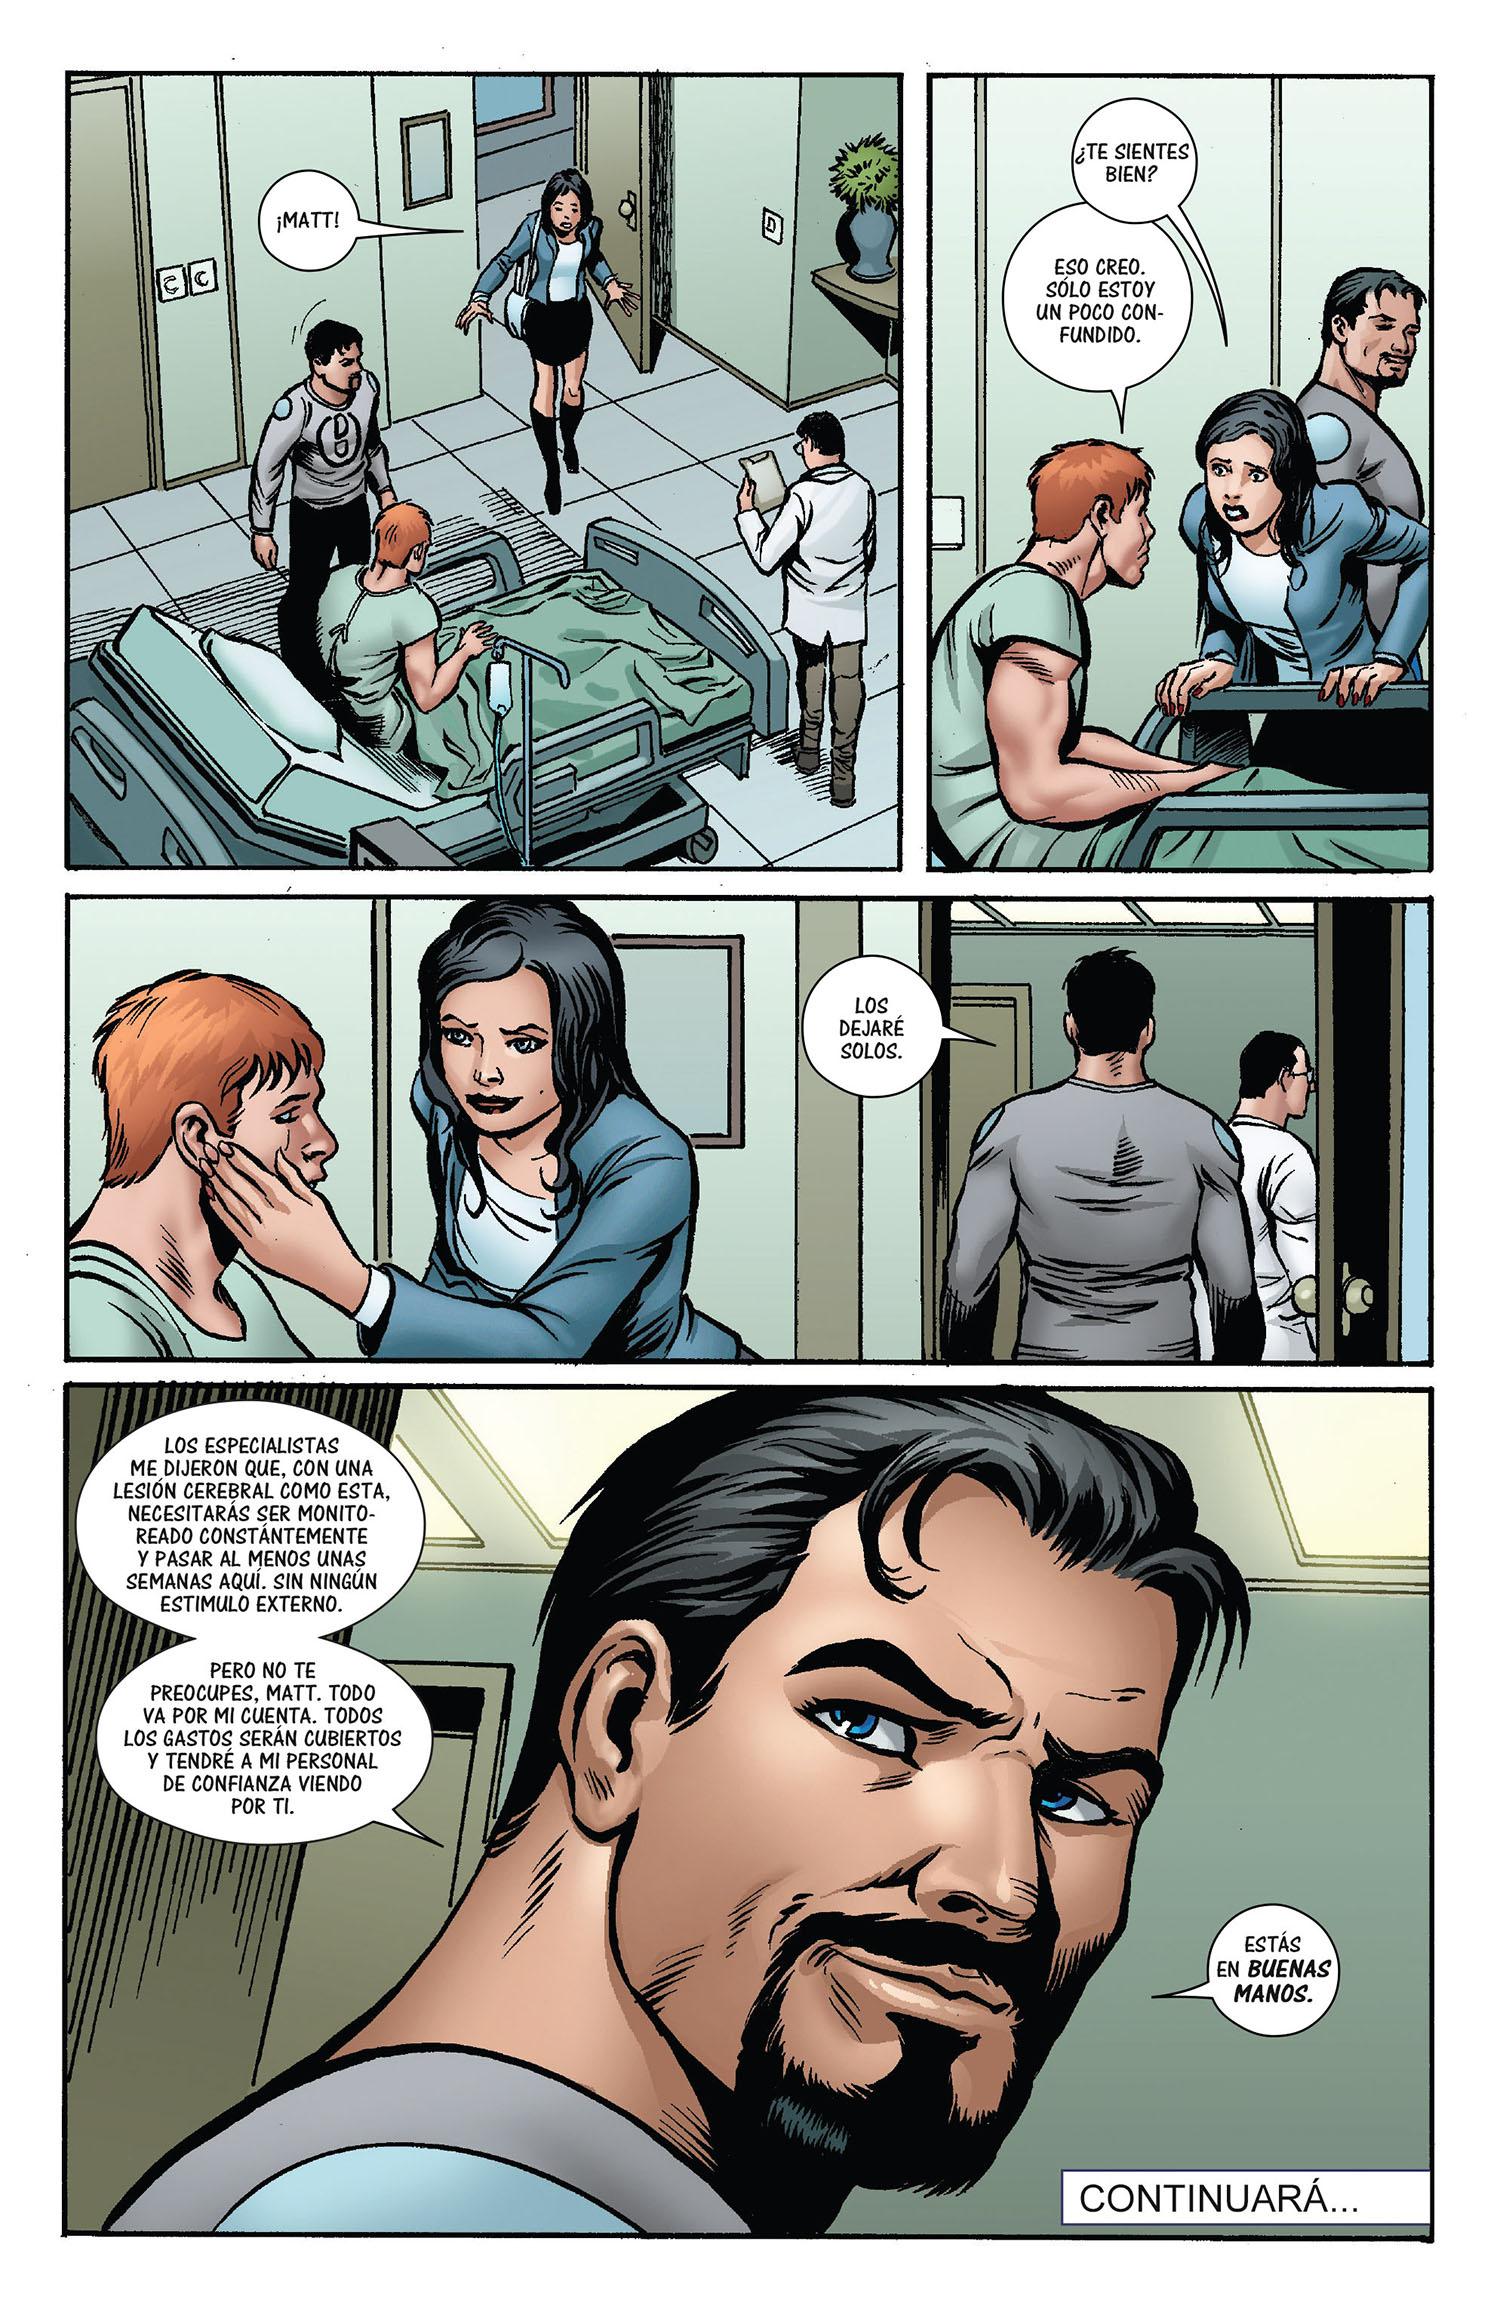 ¡MATT!
¿TE SIENTES
BIEN?
ESO CREO.
SÓLO ESTOY
UN POCO CON-
FUNDIDO.
LOS
DEJARÉ
SOLOS.
LOS ESPECIALISTAS
ME DIJERON QUE, CON UNA
LESIÓN CEREBRAL COMO ESTA,
NECESITARÁS SER MONITO-
READO CONSTÁNTEMENTE
Y PASAR AL MENOS UNAS
SEMANAS AQUÍ. SIN NINGÚN
ESTIMULO EXTERNO.
PERO NO TE
PREOCUPES, MATT. TODO
VA POR MI CUENTA. TODOS
LOS GASTOS SERÁN CUBIERTOS
Y TENDRÉ A MI PERSONAL
DE CONFIANZA VIENDO
POR TI.
ESTÁS
EN BUENAS
MANOS.
CONTINUARÁ...